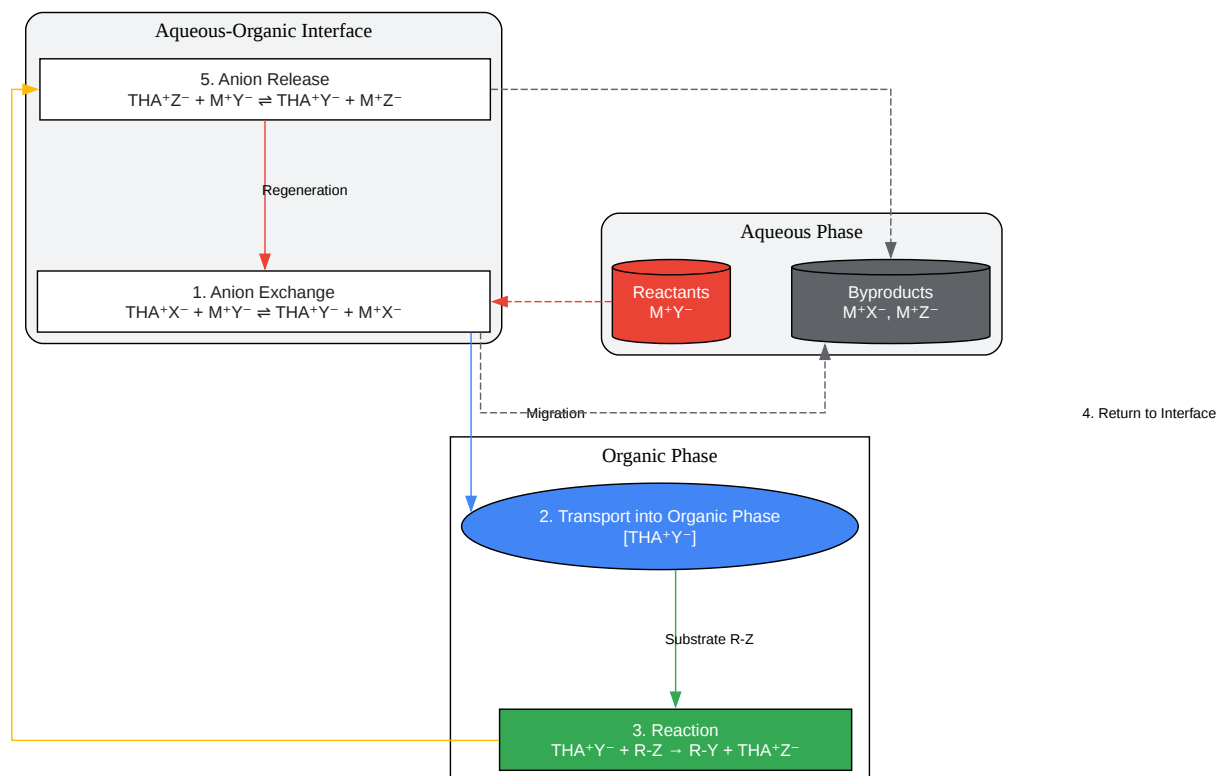 Aqueous-Organic Interface
5. Anion Release
THA⁺Z⁻ + M⁺Y⁻ ⇌ THA⁺Y⁻ + M⁺Z⁻
Regeneration
Aqueous Phase
1. Anion Exchange
THA⁺X⁻ + M⁺Y⁻ ⇌ THA⁺Y⁻ + M⁺X⁻
Reactants
M⁺Y⁻
Byproducts
M⁺X⁻, M⁺Z⁻
Migration
4. Return to Interface
Organic Phase
2. Transport into Organic Phase
[THA⁺Y⁻]
Substrate R-Z
3. Reaction
THA⁺Y⁻ + R-Z → R-Y + THA⁺Z⁻